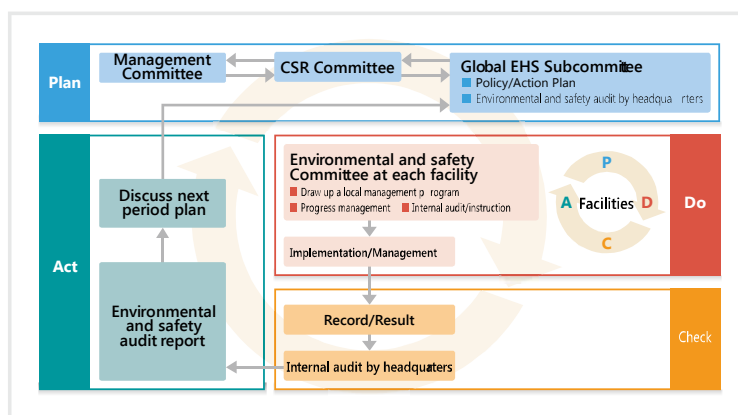 Plan
Management
Committee
CSR Committee
Global EHS Subcommittee
Policy/Action Plan
Environmental and safety audit by headquarters
Act
Discuss next
period plan
Environmental
and safety
audit report
Environmental and safety
Committee at each facility
Draw up a local management program
Progress management Internal audit/instruction
Implementation/Management
P
A Facilities D
C
Do
Record/Result
Internal audit by headquarters
Check